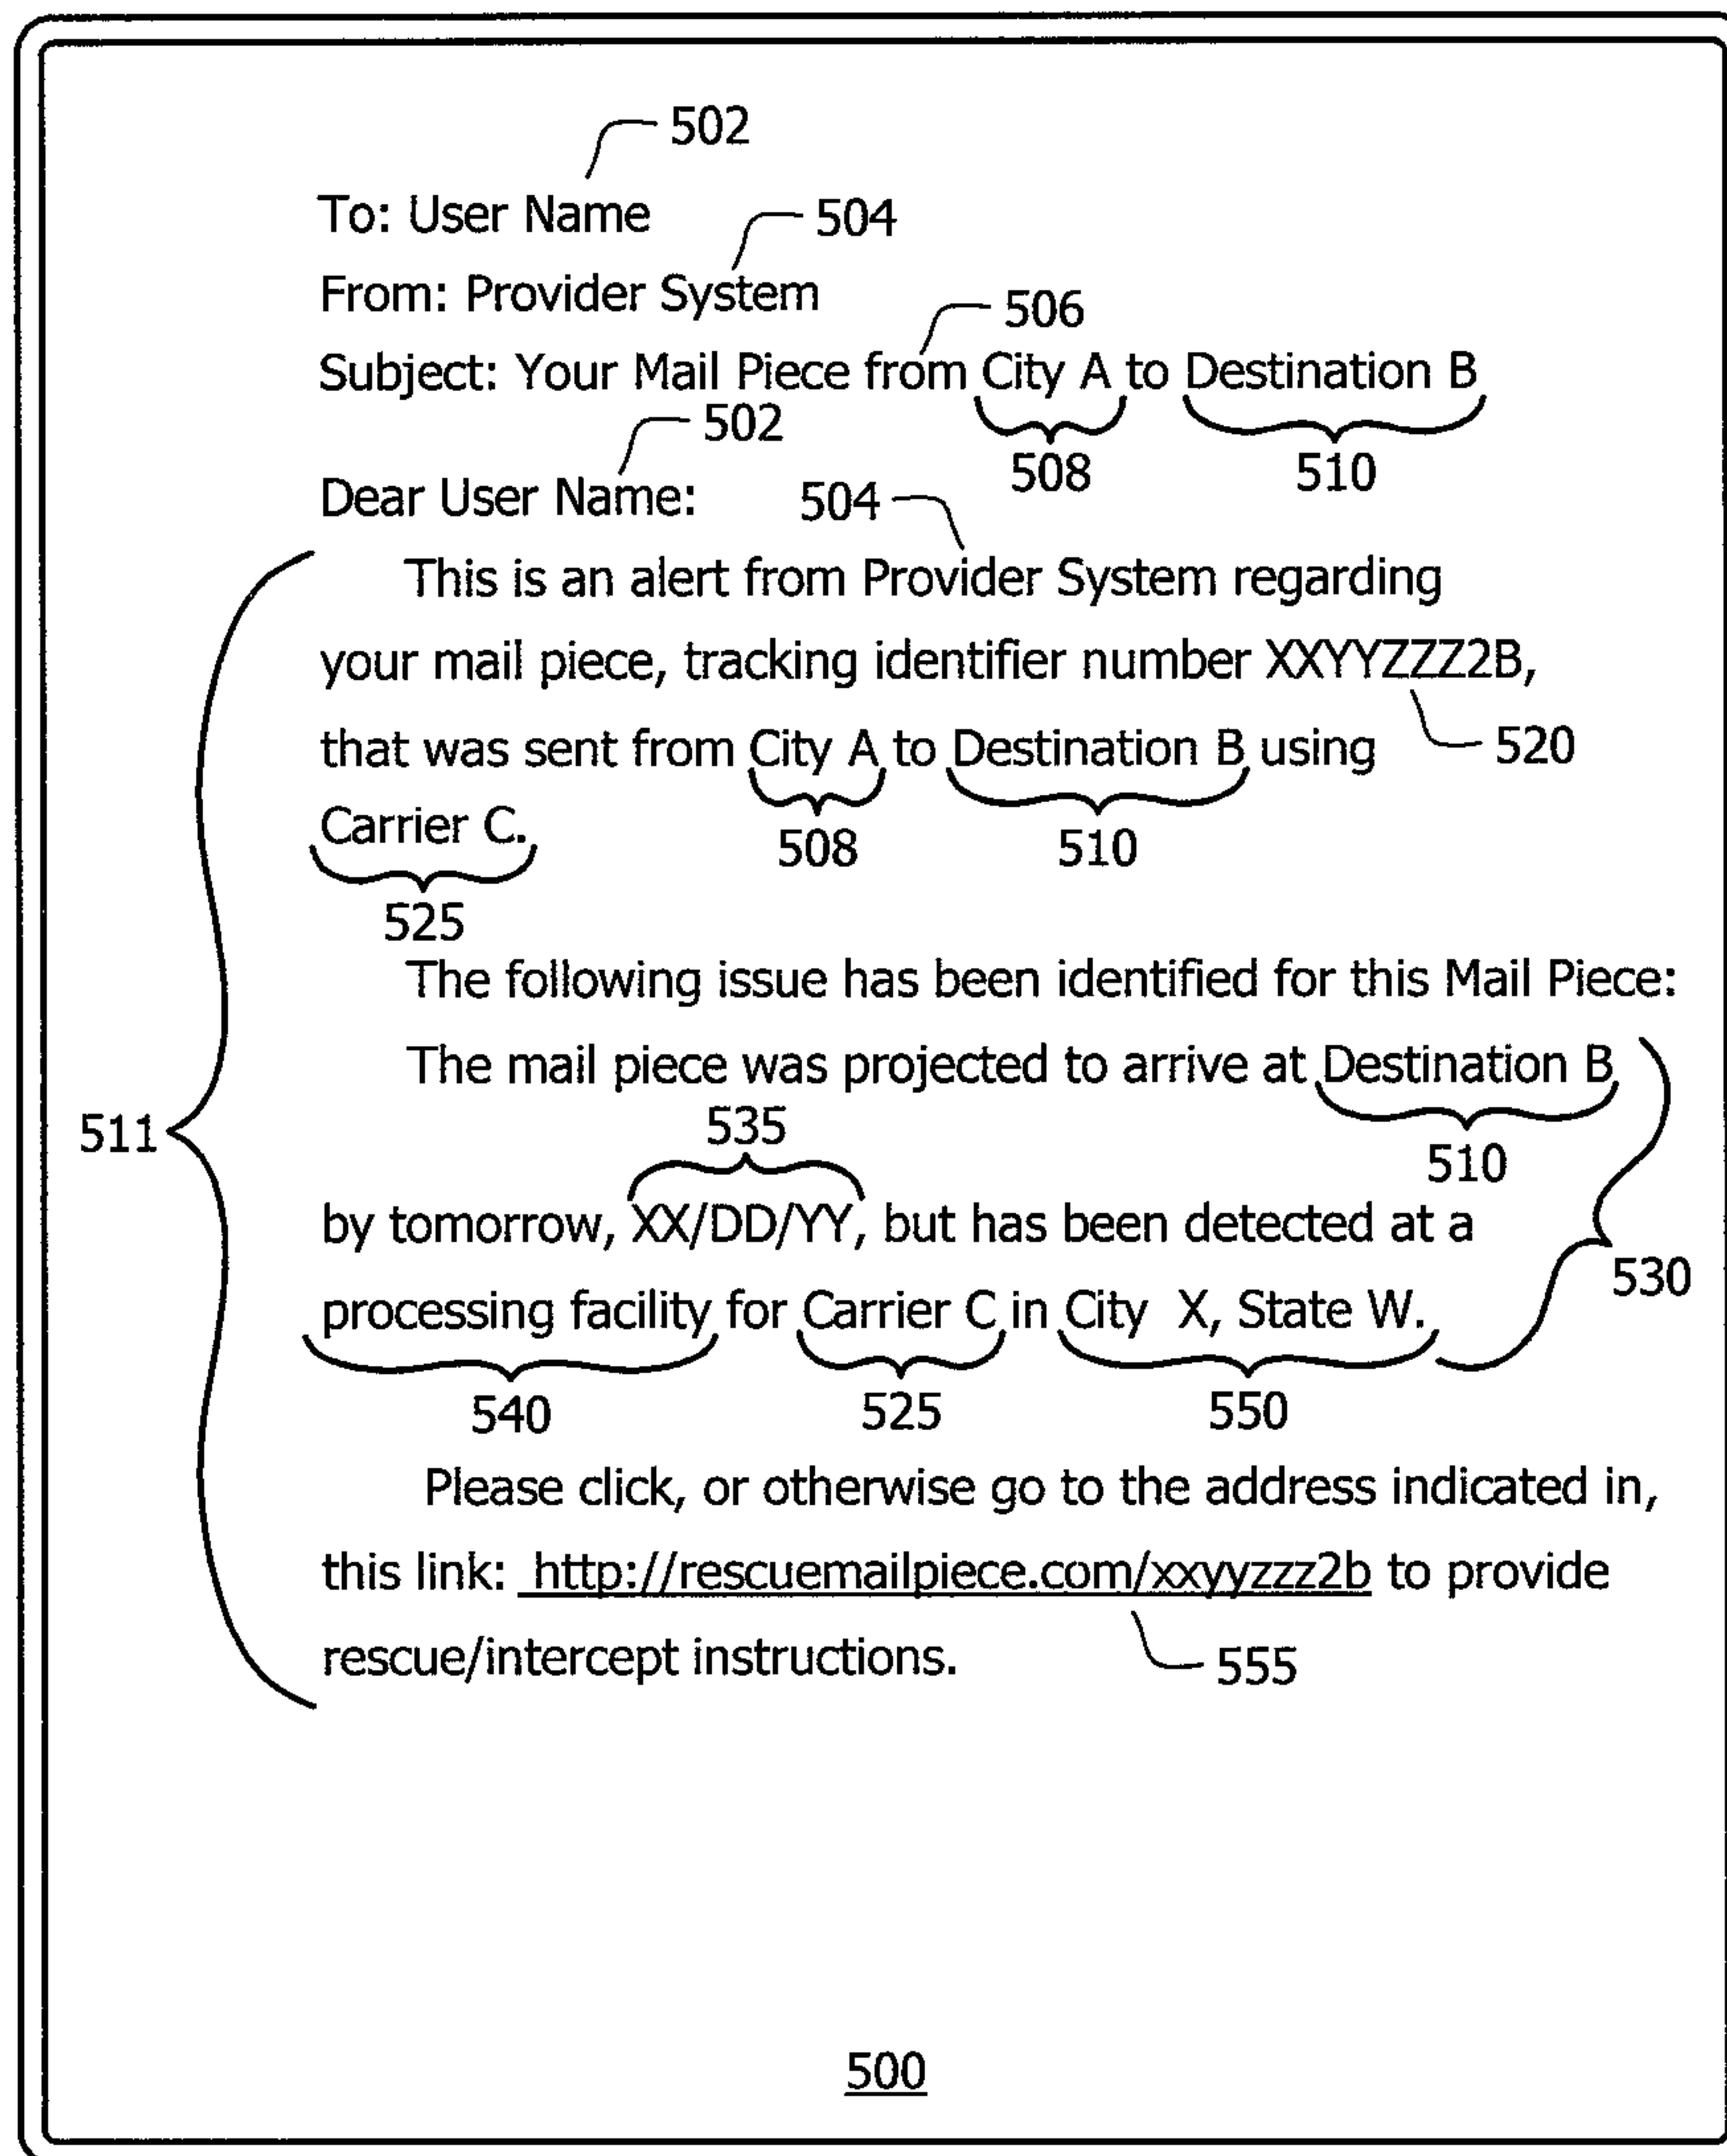 502
To: User Name
504
From: Provider System
506
Subject: Your Mail Piece from City A to Destination B
502
508
510
Dear User Name:
504
This is an alert from Provider System regarding
your mail piece, tracking identifier number XXYYZZZ2B,
520
that was sent from City A to Destination B using
508
510
Carrier C.
525
The following issue has been identified for this Mail Piece:
The mail piece was projected to arrive at Destination B
511
535
510
by tomorrow, XX/DD/YY, but has been detected at a
530
processing facility for Carrier C in City X, State W.
540
525
550
Please click, or otherwise go to the address indicated in,
this link: http://rescuemailpiece.com/xxyyzzz2b to provide
rescue/intercept instructions.
555
500